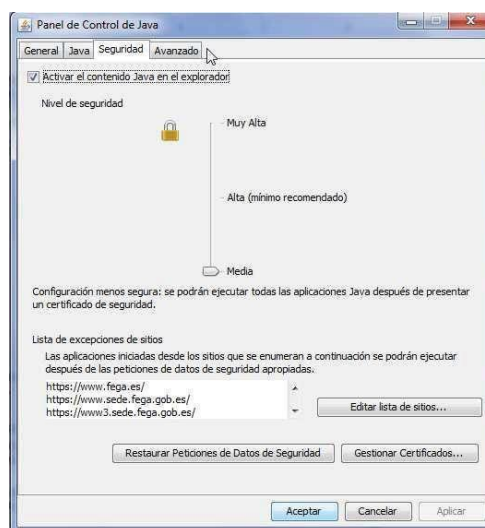 Panel de Control de Java
General Java Seguridad Avanzado
Activar el contenido Java en el explorador
Nivel de seguridad
Muy Alta
Alta (mínimo recomendado)
Media
Configuración menos segura: se podrán ejecutar todas las aplicaciones Java después de presentar
un certificado de seguridad.
Lista de excepciones de sitios
Las aplicaciones iniciadas desde los sitios que se enumeran a continuación se podrán ejecutar
después de las peticiones de datos de seguridad apropiadas.
https://www.fega.es/
https://www.sede.fega.gob.es/
https://www3.sede.fega.gob.es/
Editar lista de sitios...
Restaurar Peticiones de Datos de Seguridad Gestionar Certificados...
Aceptar Cancelar Aplicar